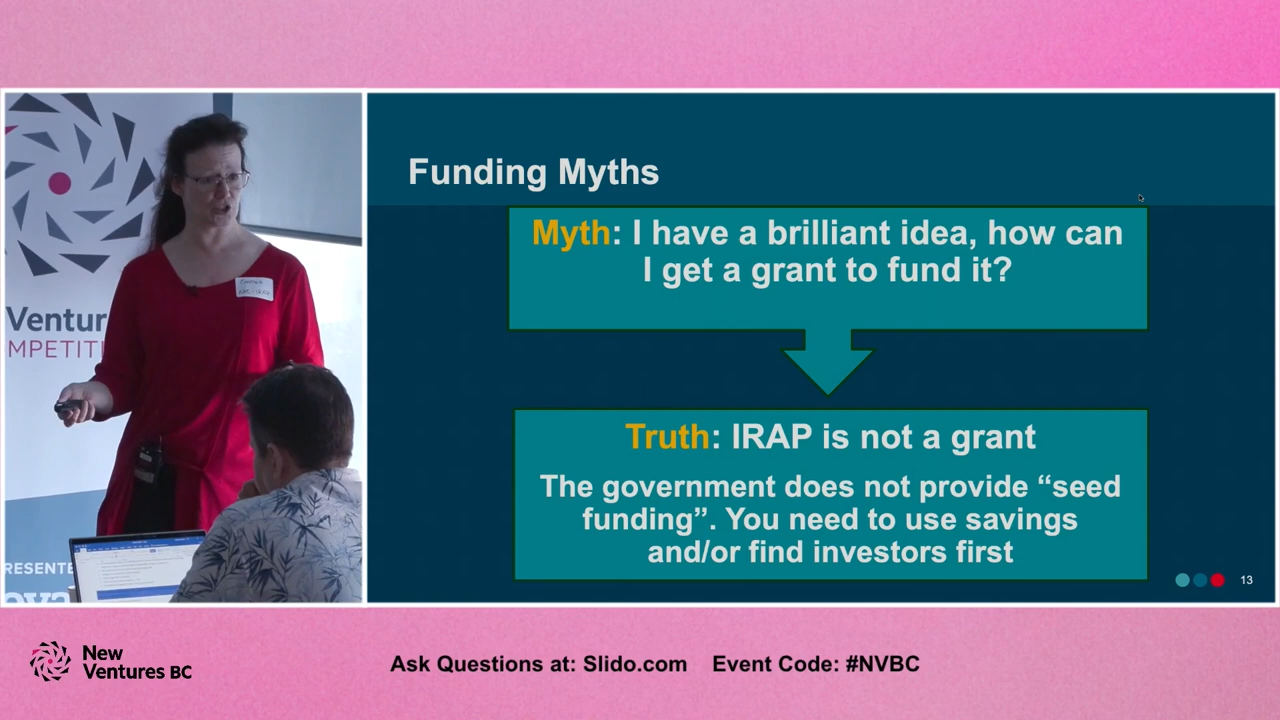 Ventur
MPETITI
RESENTE
Funding Myths
Myth: I have a brilliant idea, how can
I get a grant to fund it?
Truth: IRAP is not a grant
The government does not provide “seed
funding”. You need to use savings
and/or find investors first
13
New
Ventures BC
Ask Questions at: Slido.com Event Code: #NVBC